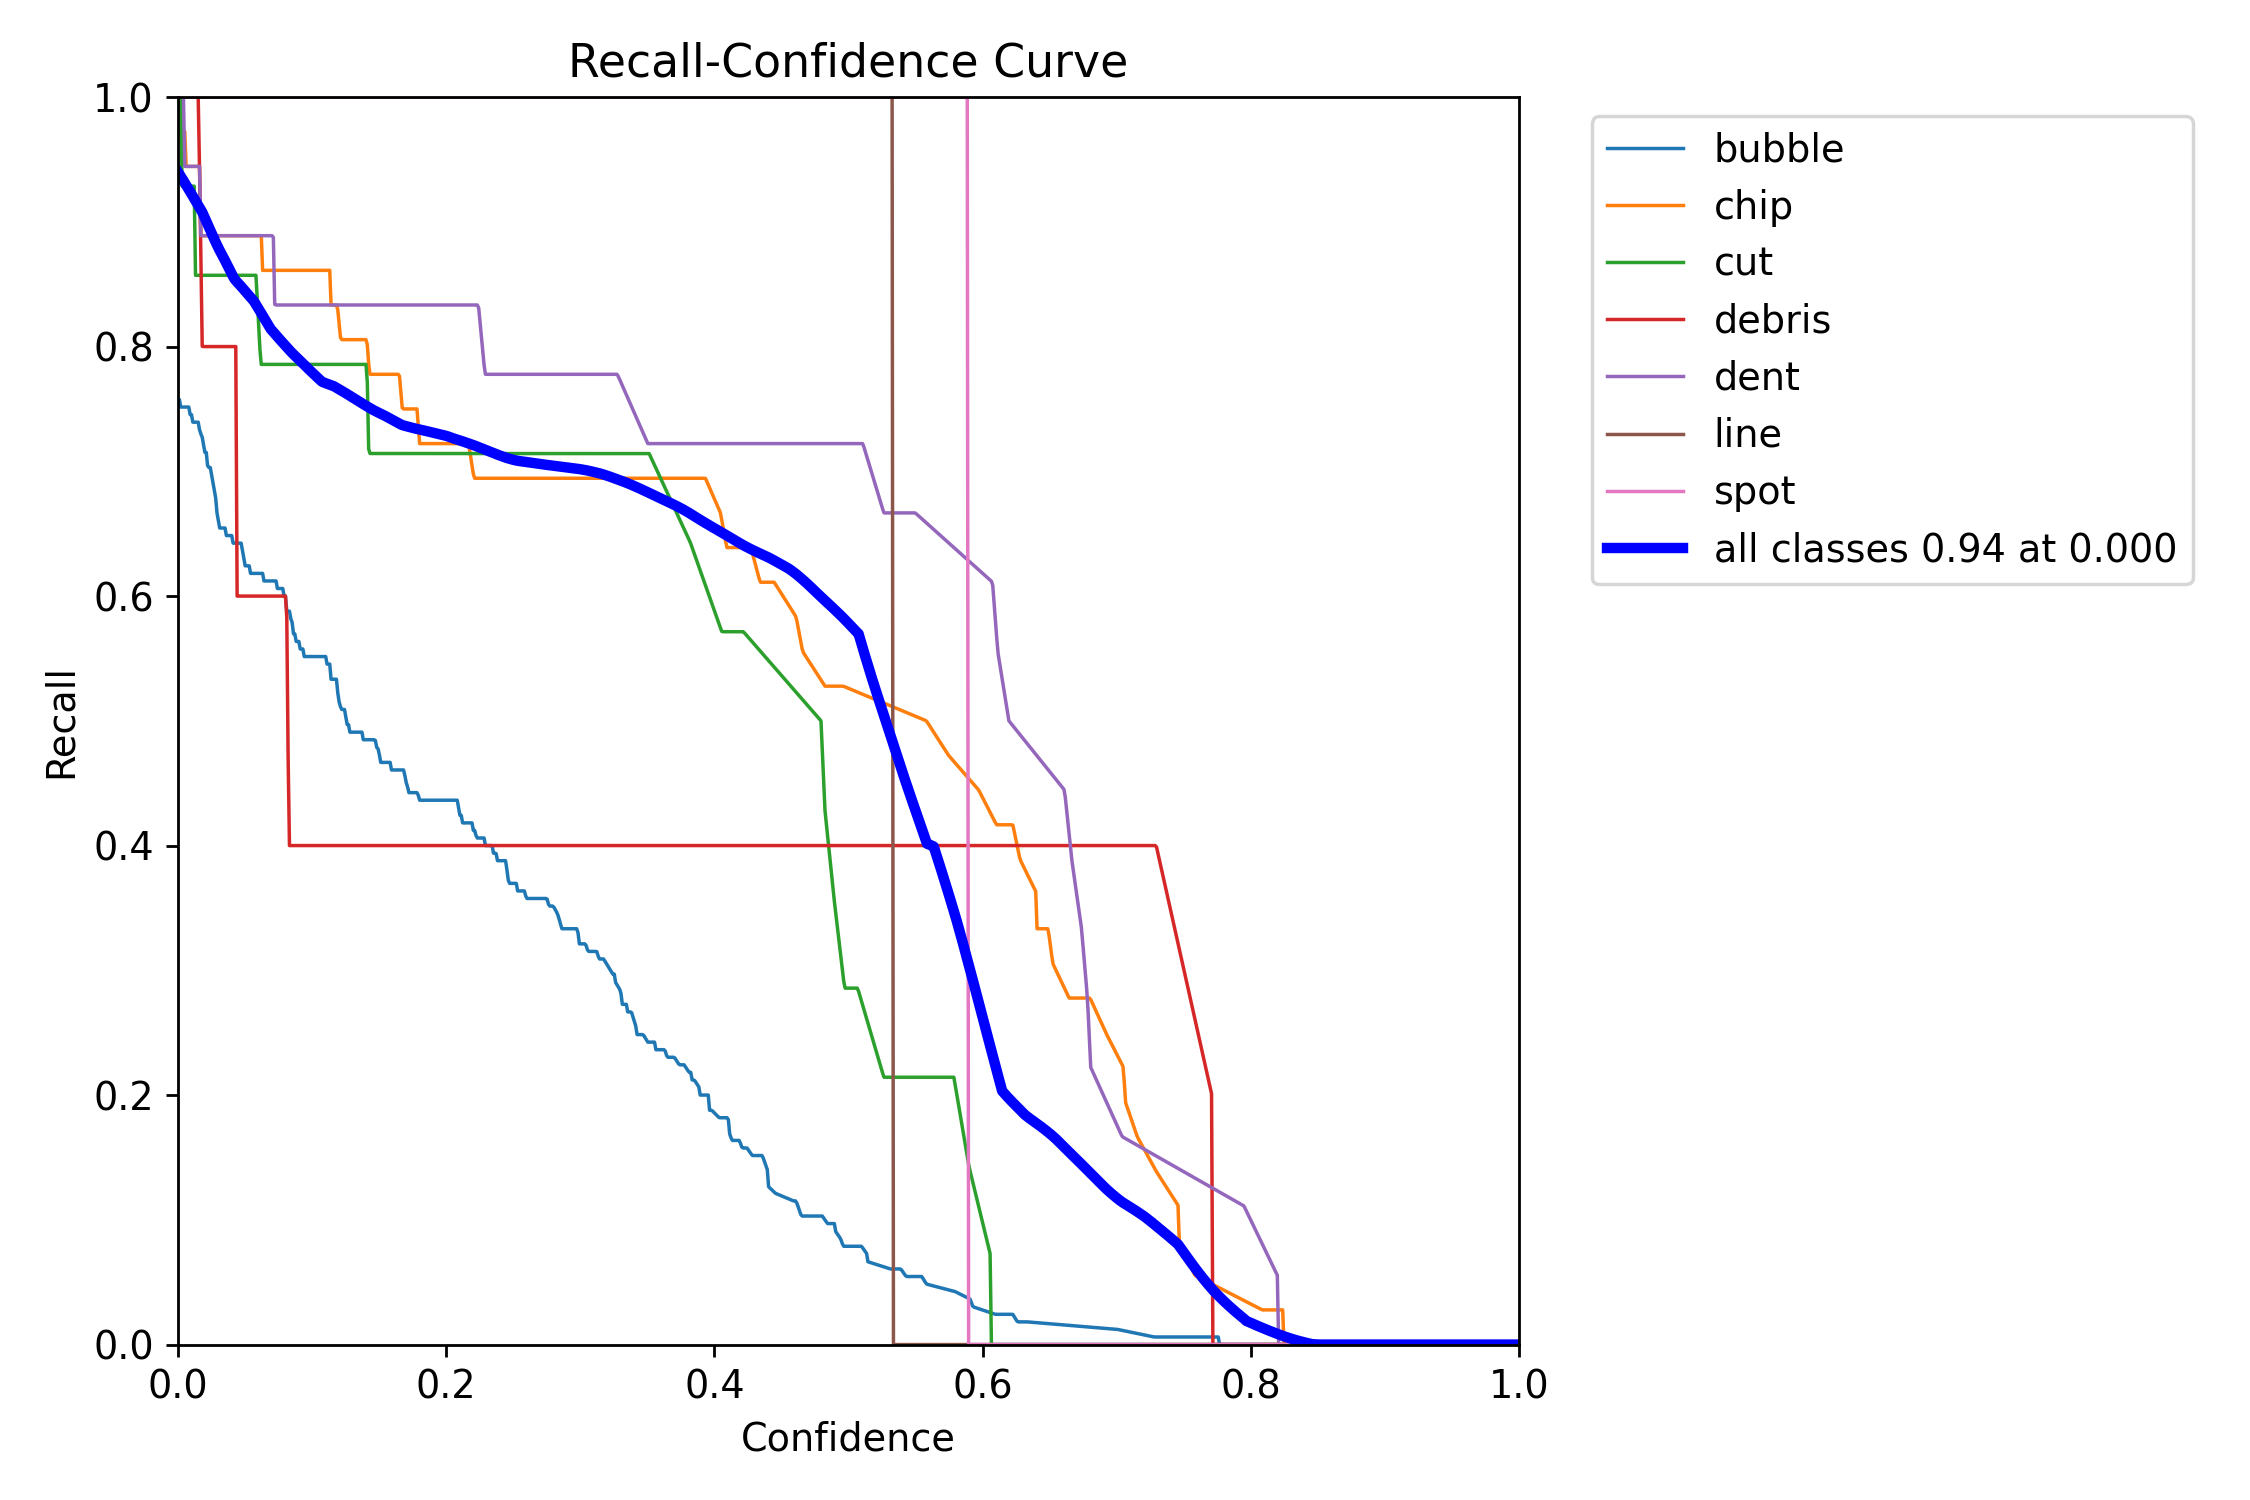 Recall-Confidence Curve
1.0
0.8
0.6
0.4
0.2
0.0
Recall
0.0 0.2 0.4 0.6 0.8 1.0
Confidence
bubble
chip
cut
debris
dent
line
spot
all classes 0.94 at 0.000